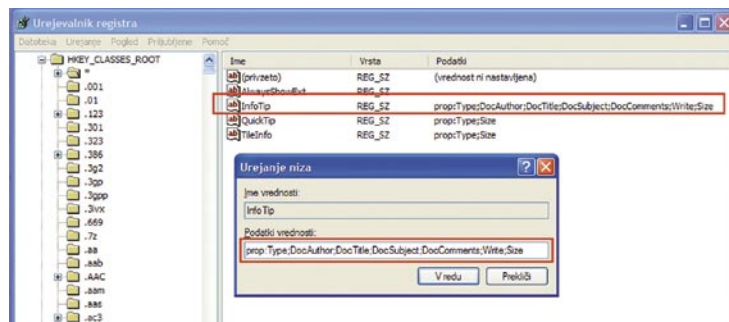 Urejevalnik registra
Datoteka Urejanje Pogled Priljubljene Pomoč
HKEY_CLASSES_ROOT
*
.001
.01
.123
.301
.323
.386
.3g2
.3gp
.3gpp
.3ivx
.669
.7z
.aa
.aab
.AAC
.aam
.aas
.ac3
Ime Vrsta Podatki
(privzeto) REG_SZ (vrednost ni nastavljena)
AlwaysShowExt REG_SZ
InfoTip REG_SZ prop:Type;DocAuthor;DocTitle;DocSubject;DocComments;Write;Size
QuickTip REG_SZ prop:Type;Size
TileInfo REG_SZ prop:Type;Size
Urejanje niza
Ime vrednosti:
InfoTip
Podatki vrednosti:
prop:Type;DocAuthor;DocTitle;DocSubject;DocComments;Write;Size
V redu Prekliči